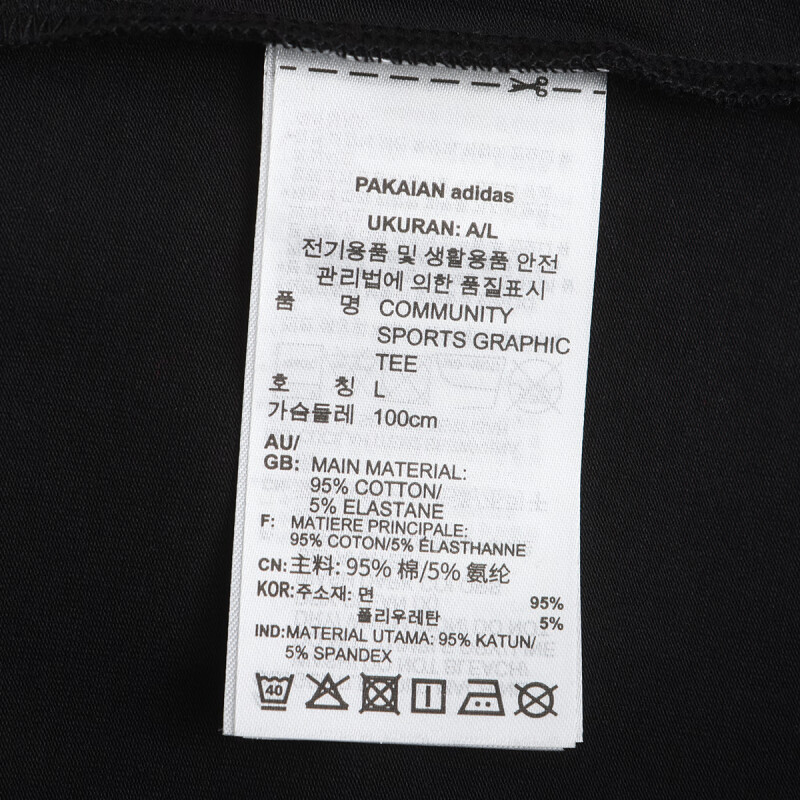 PAKAIAN adidas
UKURAN: A/L
전기용품 및 생활용품 안전
관리법에 의한 품질표시
품 명 COMMUNITY
SPORTS GRAPHIC
TEE
호 칭 L
가슴둘레 100cm
AU/
GB: MAIN MATERIAL:
95% COTTON/
5% ELASTANE
F: MATIERE PRINCIPALE:
95% COTON/5% ÉLASTHANNE
CN:主料: 95% 棉/5% 氨纶
KOR:주소재: 면 95%
폴리우레탄 5%
IND:MATERIAL UTAMA: 95% KATUN/
5% SPANDEX
40